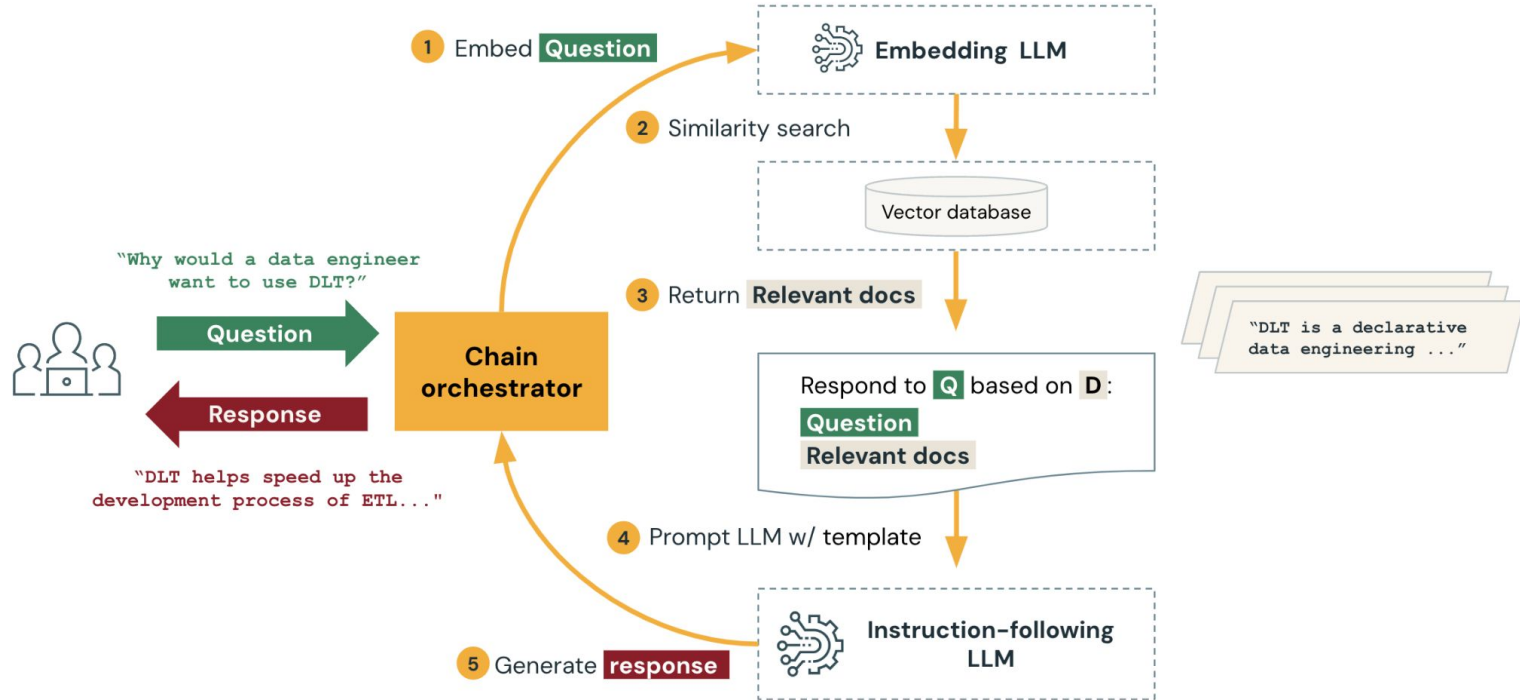 1 Embed Question
Embedding LLM
2 Similarity search
Vector database
“Why would a data engineer
want to use DLT?”
3 Return Relevant docs
Question
Chain
orchestrator
“DLT is a declarative
data engineering ...”
Respond to Q based on D:
Question
Relevant docs
Response
“DLT helps speed up the
development process of ETL..."
4 Prompt LLM w/ template
Instruction-following
LLM
5 Generate response